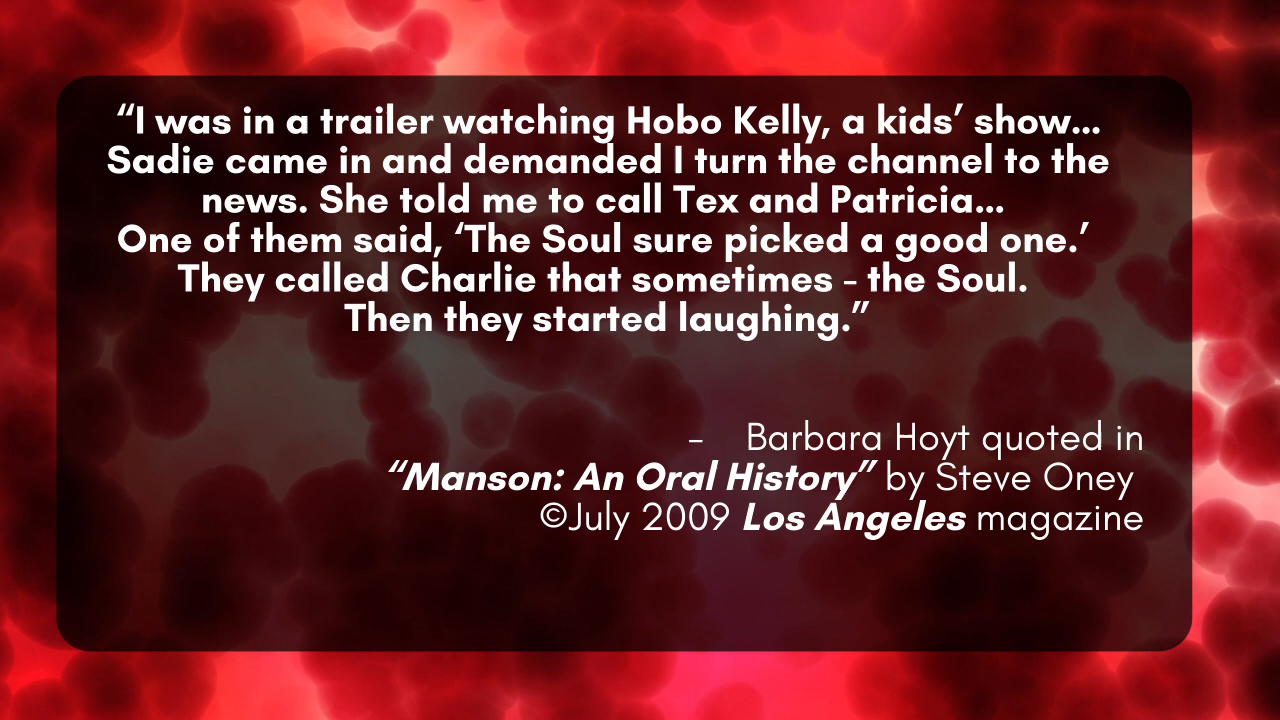 “I was in a trailer watching Hobo Kelly, a kids’ show...
Sadie came in and demanded I turn the channel to the
news. She told me to call Tex and Patricia...
One of them said, ‘The Soul sure picked a good one.’
They called Charlie that sometimes - the Soul.
Then they started laughing.”
- Barbara Hoyt quoted in
“Manson: An Oral History” by Steve Oney
©July 2009 Los Angeles magazine